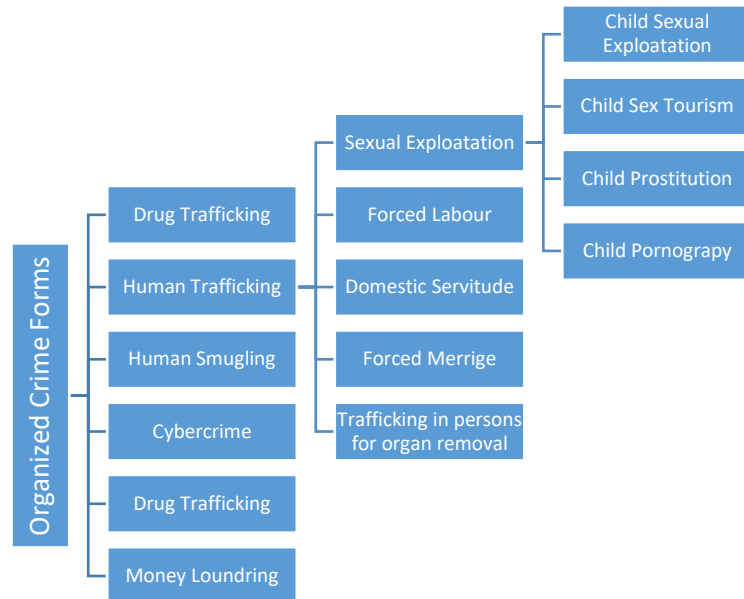 Organized Crime Forms
Drug Trafficking
Human Trafficking
Human Smugling
Cybercrime
Drug Trafficking
Money Loundring
Sexual Exploatation
Forced Labour
Domestic Servitude
Forced Merrige
Trafficking in persons
for organ removal
Child Sexual
Exploatation
Child Sex Tourism
Child Prostitution
Child Pornograpy